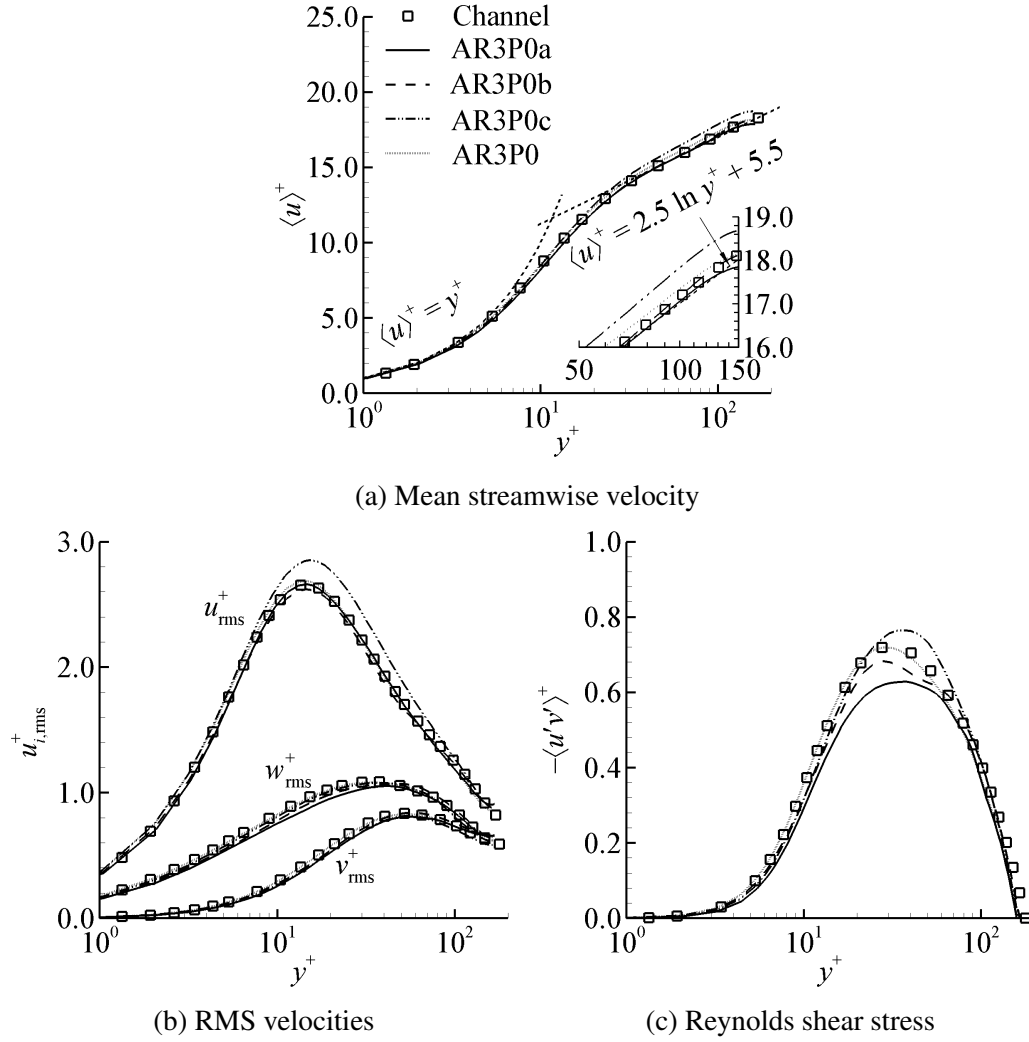 25.0
Channel
AR3P0a
20.0
AR3P0b
AR3P0c
AR3P0
15.0
⟨u⟩⁺
⟨u⟩⁺ = 2.5 ln y⁺ + 5.5
19.0
10.0
18.0
⟨u⟩⁺ = y⁺
17.0
5.0
16.0
50 100 150
0.0
10⁰ 10¹ 10²
y⁺
(a) Mean streamwise velocity
3.0
u⁺rms
2.0
u⁺i,rms
w⁺rms
1.0
v⁺rms
0.0
10⁰ 10¹ 10²
y⁺
(b) RMS velocities
1.0
0.8
0.6
−⟨u′v′⟩⁺
0.4
0.2
0.0
10⁰ 10¹ 10²
y⁺
(c) Reynolds shear stress